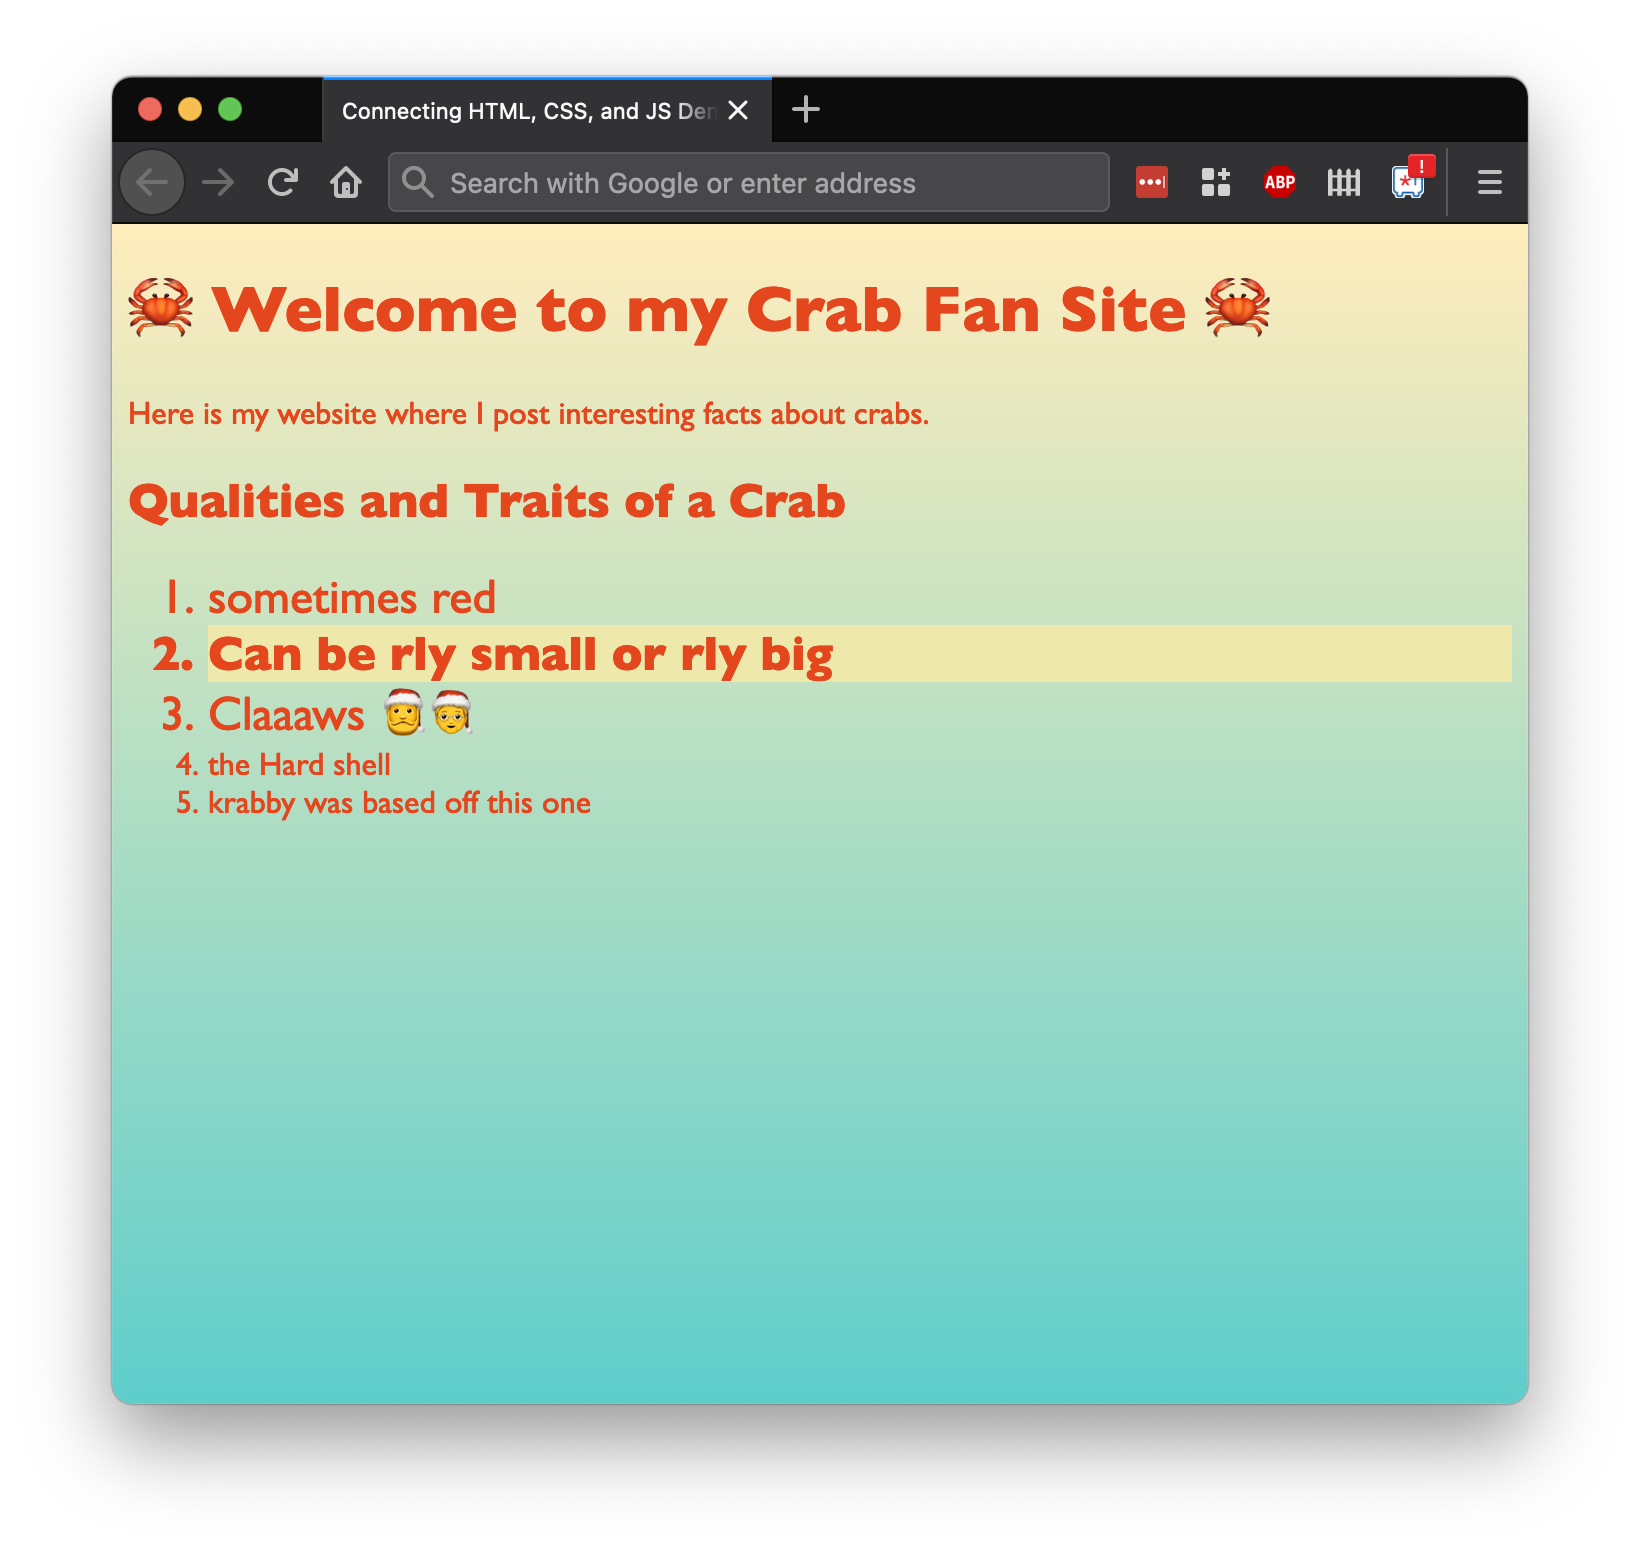 Connecting HTML, CSS, and JS Dem
Search with Google or enter address
ABP
!
🦀 Welcome to my Crab Fan Site 🦀
Here is my website where I post interesting facts about crabs.
Qualities and Traits of a Crab
1. sometimes red
2. Can be rly small or rly big
3. Claaaws 🎅🤶
4. the Hard shell
5. krabby was based off this one